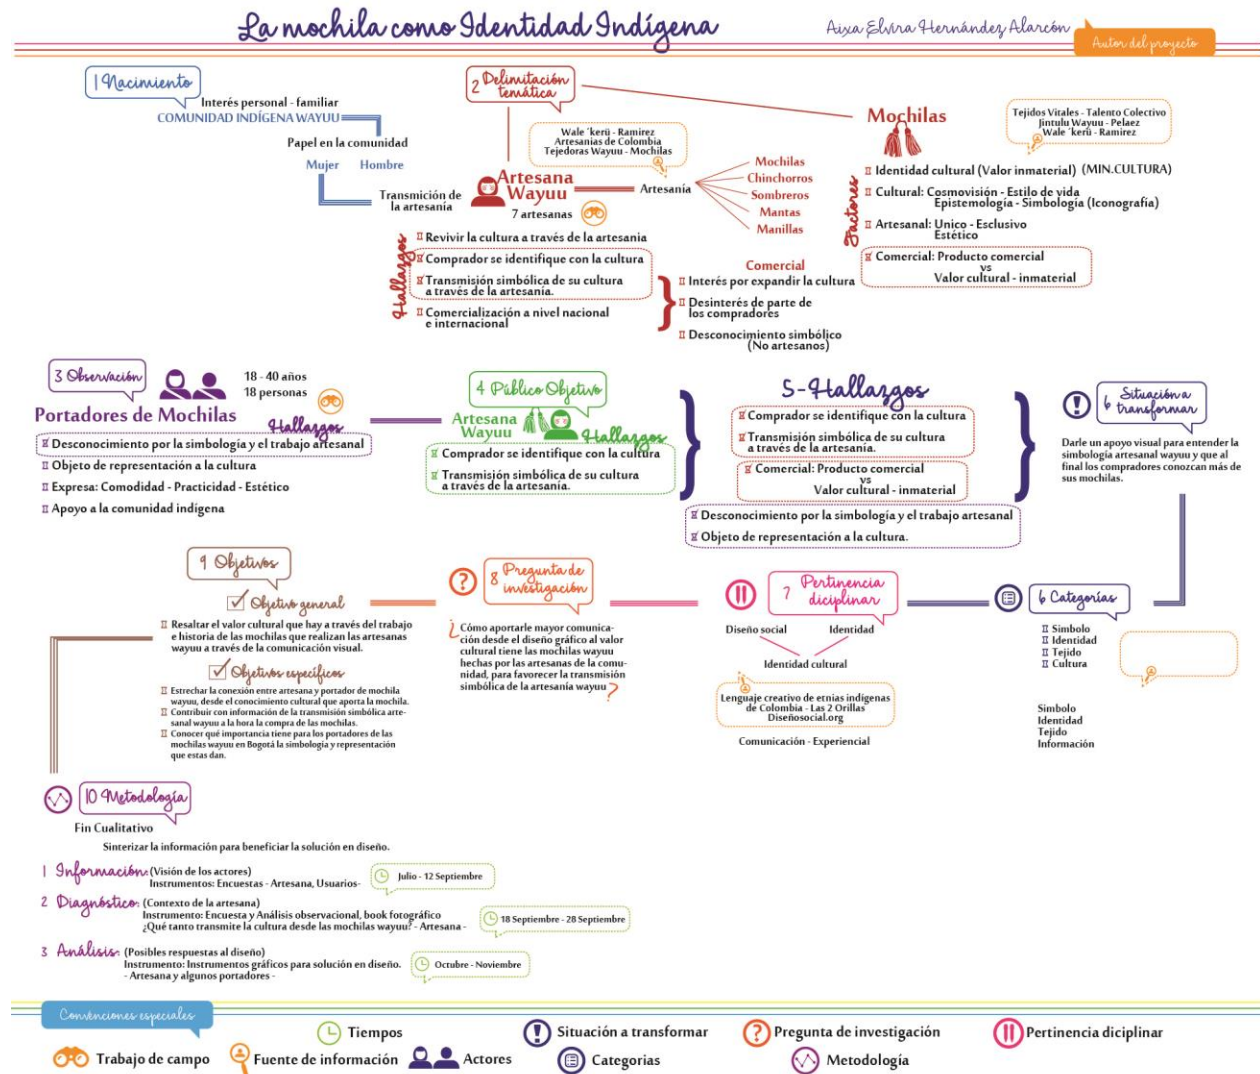 La mochila como Identidad Indígena
Aixa Elvira Hernández Alarcón
Autor del proyecto
1 Nacimiento
Interés personal - familiar
COMUNIDAD INDÍGENA WAYUU
Papel en la comunidad
Mujer
Hombre
Transmición de
la artesanía
2 Delimitación
temática
Wale ´kerü - Ramirez
Artesanias de Colombia
Tejedoras Wayuu - Mochilas
Artesana
Wayuu
7 artesanas
Artesanía
Mochilas
Chinchorros
Sombreros
Mantas
Manillas
Hallazgos
Revivir la cultura a través de la artesania
Comprador se identifique con la cultura
Transmisión simbólica de su cultura
a través de la artesanía.
Comercialización a nivel nacional
e internacional
Comercial
Interés por expandir la cultura
Desinterés de parte de
los compradores
Desconocimiento simbólico
(No artesanos)
Mochilas
Tejidos Vitales - Talento Colectivo
Jintulu Wayuu - Pelaez
Wale ´kerü - Ramirez
Factores
Identidad cultural (Valor inmaterial) (MIN.CULTURA)
Cultural: Cosmovisión - Estilo de vida
Epistemología - Simbología (Iconografía)
Artesanal: Unico - Esclusivo
Estético
Comercial: Producto comercial
vs
Valor cultural - inmaterial
3 Observación
18 - 40 años
18 personas
Portadores de Mochilas
Hallazgos
Desconocimiento por la simbología y el trabajo artesanal
Objeto de representación a la cultura
Expresa: Comodidad - Practicidad - Estético
Apoyo a la comunidad indígena
4 Público Objetivo
Artesana
Wayuu
Hallazgos
Comprador se identifique con la cultura
Transmisión simbólica de su cultura
a través de la artesanía.
5-Hallazgos
Comprador se identifique con la cultura
Transmisión simbólica de su cultura
a través de la artesanía.
Comercial: Producto comercial
vs
Valor cultural - inmaterial
Desconocimiento por la simbología y el trabajo artesanal
Objeto de representación a la cultura.
6 Situación a
transformar
Darle un apoyo visual para entender la
simbología artesanal wayuu y que al
final los compradores conozcan más de
sus mochilas.
6 Categorías
Simbolo
Identidad
Tejido
Cultura
Simbolo
Identidad
Tejido
Información
7 Pertinencia
diciplinar
Diseño social
Identidad
Identidad cultural
Lenguaje creativo de etnias indígenas
de Colombia - Las 2 Orillas
Diseñosocial.org
Comunicación - Experiencial
8 Pregunta de
investigación
¿Cómo aportarle mayor comunica-
ción desde el diseño gráfico al valor
cultural tiene las mochilas wayuu
hechas por las artesanas de la comu-
nidad, para favorecer la transmisión
simbólica de la artesanía wayuu?
9 Objetivos
Objetivo general
Resaltar el valor cultural que hay a través del trabajo
e historia de las mochilas que realizan las artesanas
wayuu a través de la comunicación visual.
Objetivos específicos
Estrechar la conexión entre artesana y portador de mochila
wayuu, desde el conocimiento cultural que aporta la mochila.
Contribuir con información de la transmisión simbólica arte-
sanal wayuu a la hora la compra de las mochilas.
Conocer qué importancia tiene para los portadores de las
mochilas wayuu en Bogotá la simbología y representación
que estas dan.
10 Metodología
Fin Cualitativo
Sinterizar la información para beneficiar la solución en diseño.
1 Información: (Visión de los actores)
Instrumentos: Encuestas - Artesana, Usuarios-
Julio - 12 Septiembre
2 Diagnóstico: (Contexto de la artesana)
Instrumento: Encuesta y Análisis observacional, book fotográfico
¿Qué tanto transmite la cultura desde las mochilas wayuu? - Artesana -
18 Septiembre - 28 Septiembre
3 Análisis: (Posibles respuestas al diseño)
Instrumento: Instrumentos gráficos para solución en diseño.
- Artesana y algunos portadores -
Octubre - Noviembre
Convenciones especiales
Tiempos
Situación a transformar
Pregunta de investigación
Pertinencia diciplinar
Trabajo de campo
Fuente de información
Actores
Categorias
Metodología